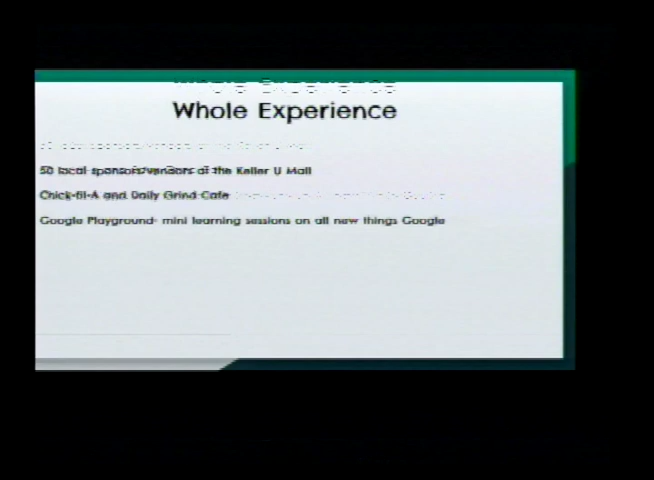 Whole Experience
50 local sponsors/vendors at the Keller U Mall
Chick-fil-A and Daily Grind Cafe
Google Playground- mini learning sessions on all new things Google